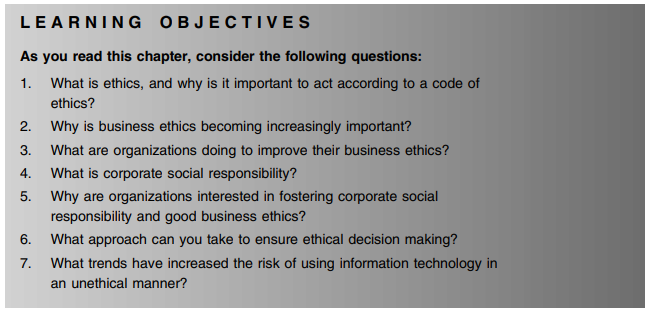 LEARNING OBJECTIVES
As you read this chapter, consider the following questions:
1. What is ethics, and why is it important to act according to a code of
ethics?
2. Why is business ethics becoming increasingly important?
3. What are organizations doing to improve their business ethics?
4. What is corporate social responsibility?
5. Why are organizations interested in fostering corporate social
responsibility and good business ethics?
6. What approach can you take to ensure ethical decision making?
7. What trends have increased the risk of using information technology in
an unethical manner?